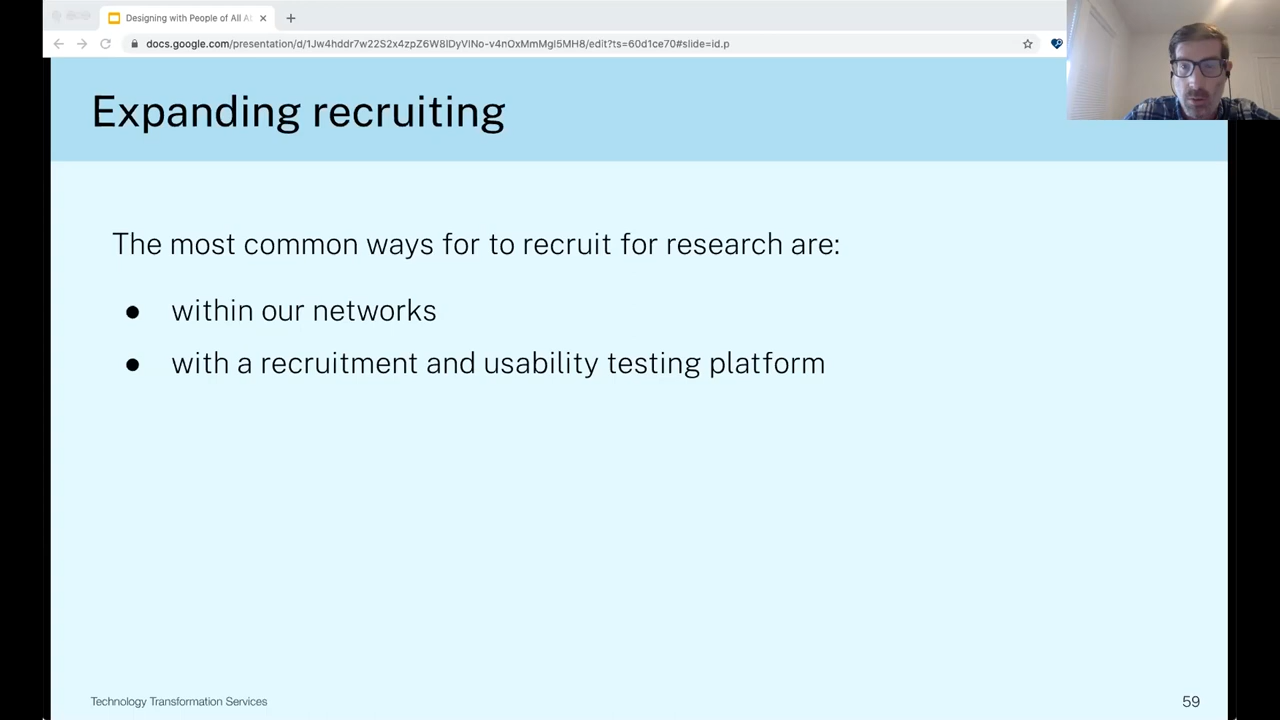 Designing with People of All A
docs.google.com/presentation/d/1Jw4hddr7w22S2x4zpZ6W8lDyVlNo-v4nOxMmMgl5MH8/edit?ts=60d1ce70#slide=id.p
Expanding recruiting
The most common ways for to recruit for research are:
● within our networks
● with a recruitment and usability testing platform
Technology Transformation Services
59